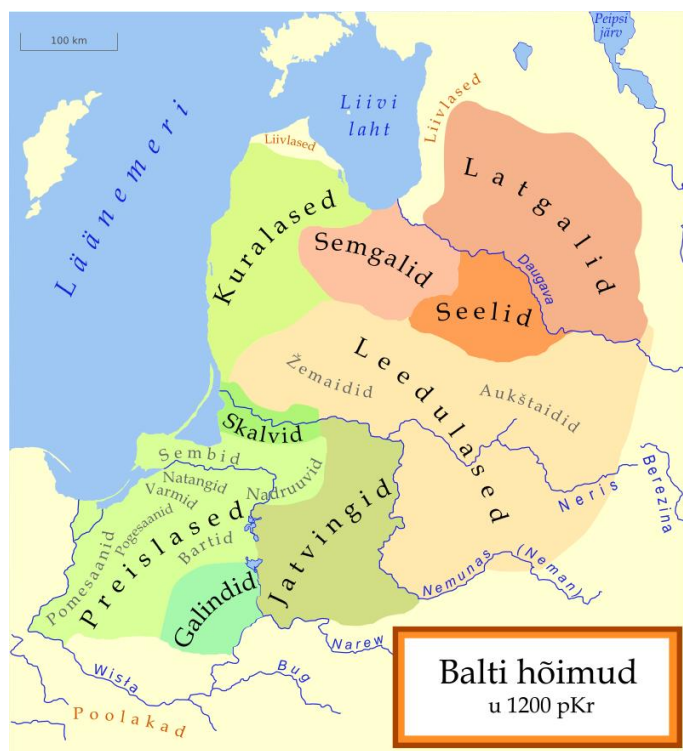 100 km
Peipsi
järv
Läänemeri
Liivi
laht
Liivlased
Liivlased
Latgalid
Kuralased
Semgalid
Daugava
Seelid
Leedulased
Žemaidid
Aukštaidid
Skalvid
Sembid
Nadruuvid
Natangid
Varmid
Pogesaanid
Preislased
Bartid
Pomesaanid
Jatvingid
Galindid
Neris
Berezina
Nemunas (Neman)
Narew
Bug
Wisła
Poolakad
Balti hõimud
u 1200 pKr